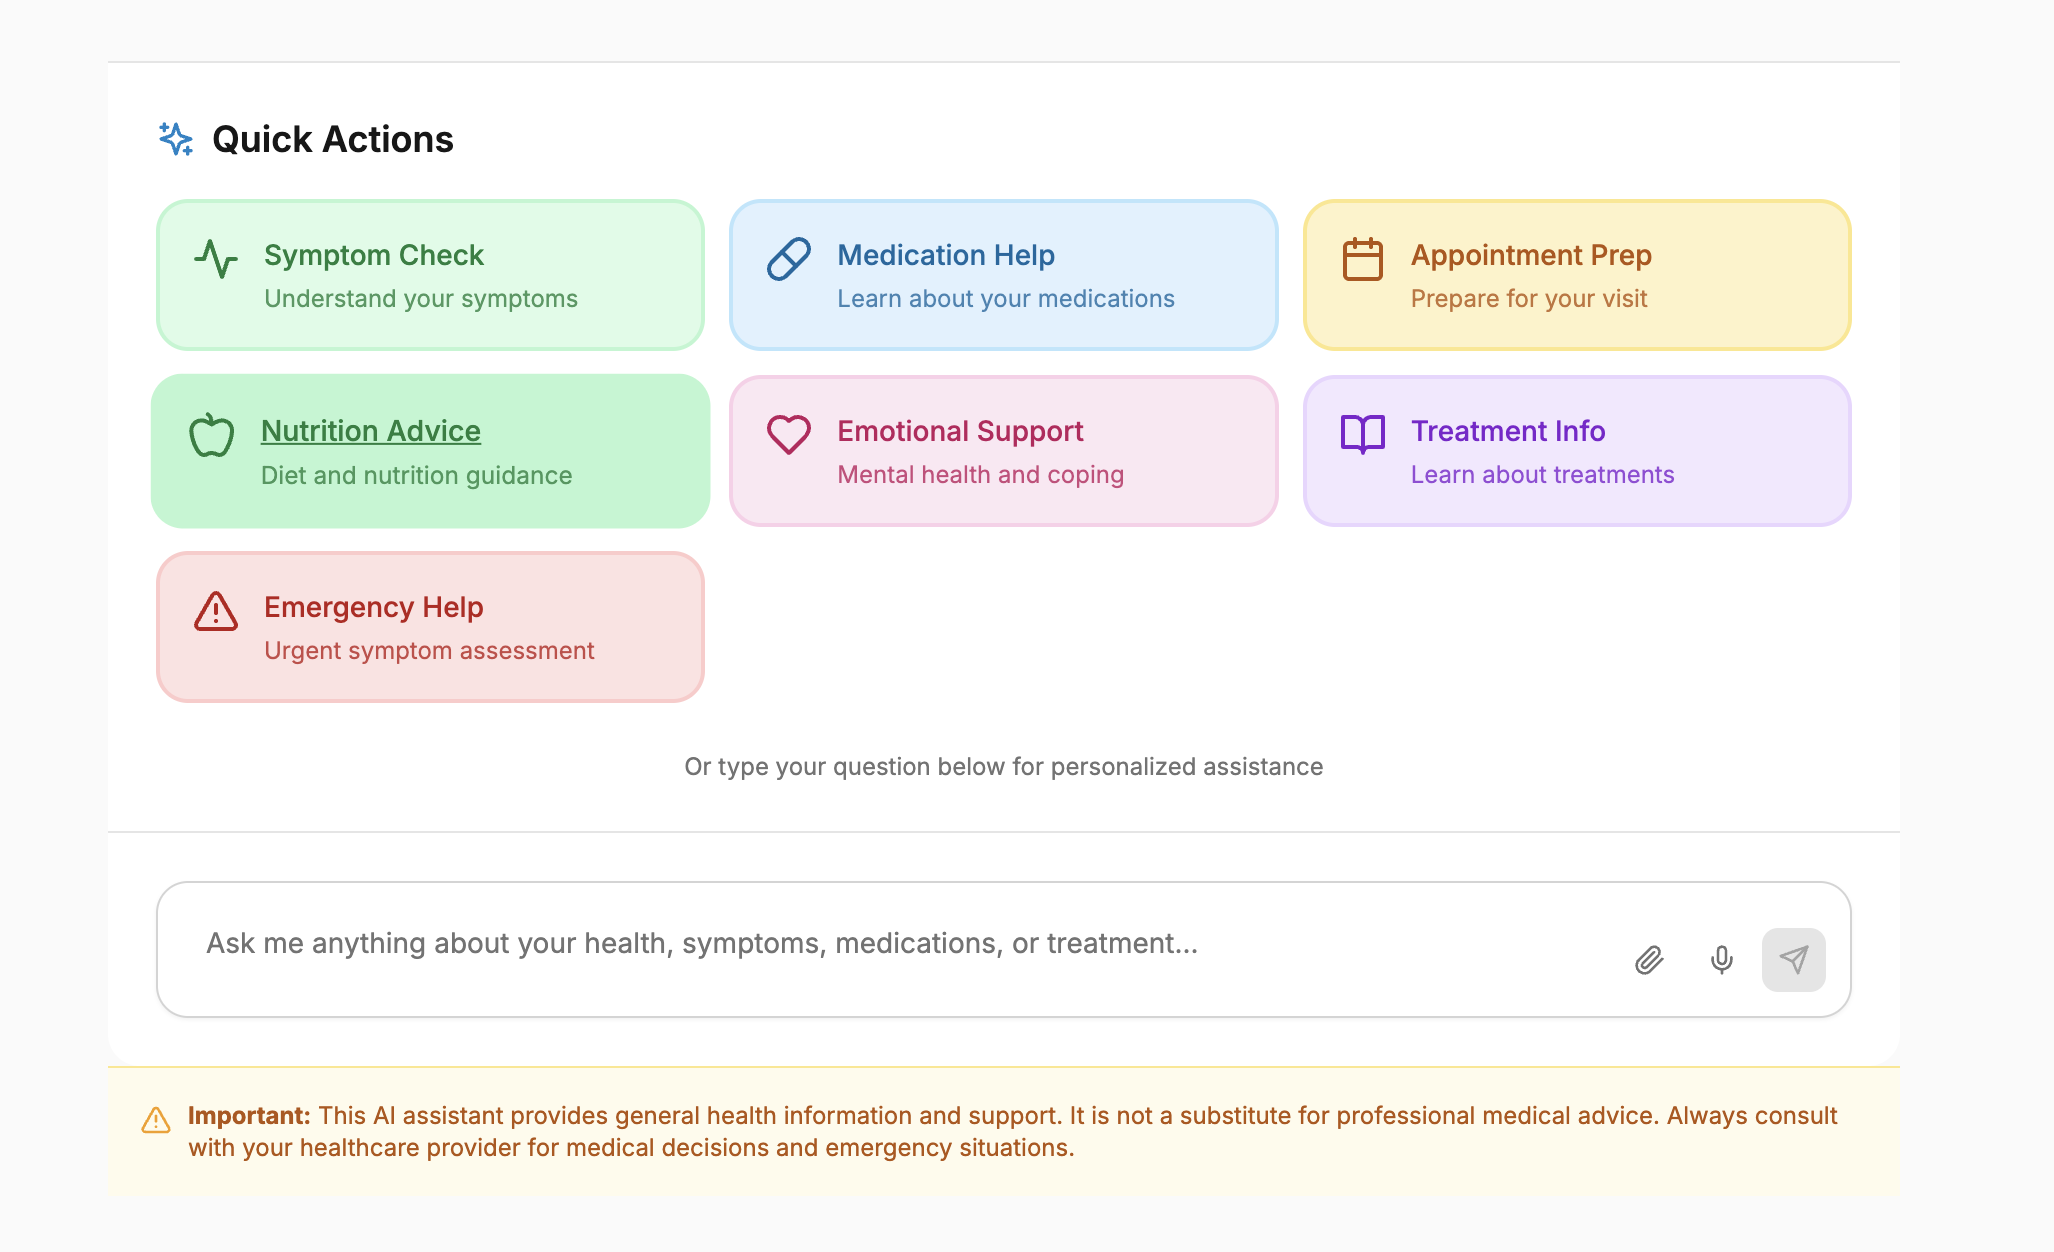 Quick Actions
Symptom Check
Understand your symptoms
Medication Help
Learn about your medications
Appointment Prep
Prepare for your visit
Nutrition Advice
Diet and nutrition guidance
Emotional Support
Mental health and coping
Treatment Info
Learn about treatments
Emergency Help
Urgent symptom assessment
Or type your question below for personalized assistance
Ask me anything about your health, symptoms, medications, or treatment...
Important: This AI assistant provides general health information and support. It is not a substitute for professional medical advice. Always consult
with your healthcare provider for medical decisions and emergency situations.